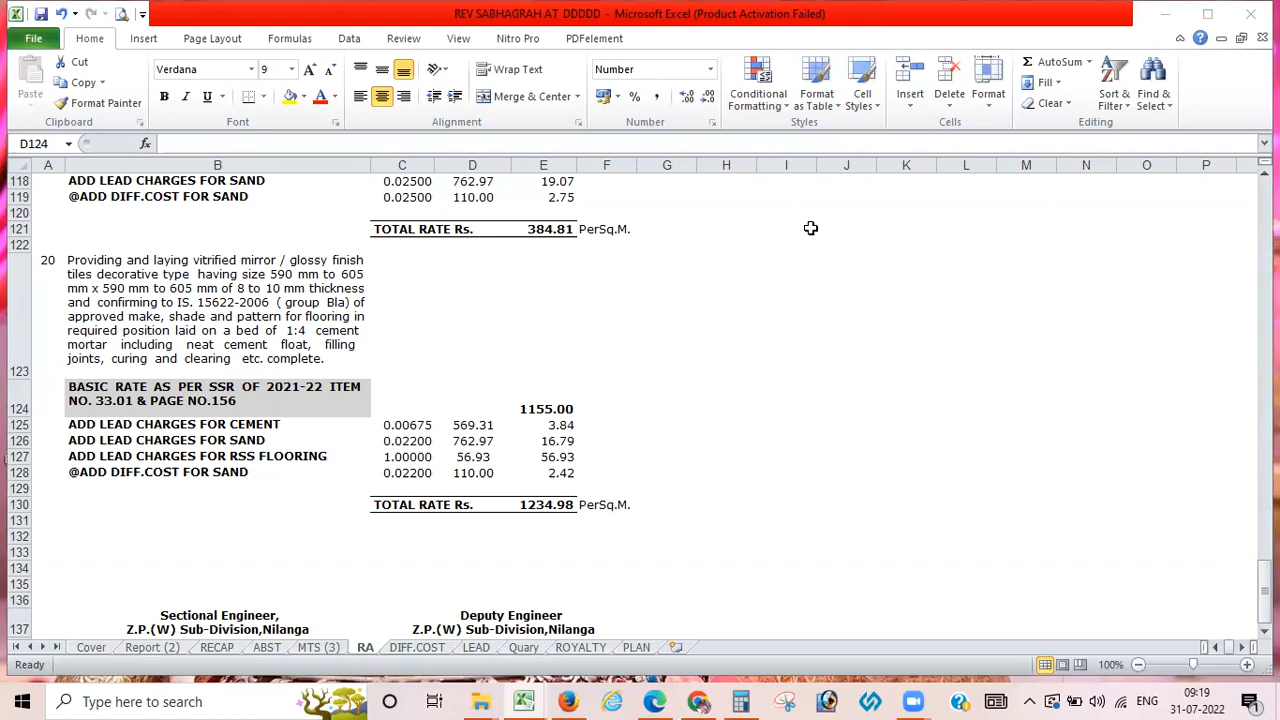 REV SABHAGRAH AT DDDDD - Microsoft Excel (Product Activation Failed)
File Home Insert Page Layout Formulas Data Review View Nitro Pro PDFelement
Paste Cut Copy Format Painter Clipboard
Verdana 9 B I U A Font
Wrap Text Merge & Center Alignment
Number % , Number
Conditional Formatting Format as Table Cell Styles Styles
Insert Delete Format Cells
AutoSum Fill Clear Sort & Filter Find & Select Editing
D124 fx
A B C D E F G H I J K L M N O P
118 ADD LEAD CHARGES FOR SAND 0.02500 762.97 19.07
119 @ADD DIFF.COST FOR SAND 0.02500 110.00 2.75
120
121 TOTAL RATE Rs. 384.81 PerSq.M.
122
20 Providing and laying vitrified mirror / glossy finish
tiles decorative type having size 590 mm to 605
mm x 590 mm to 605 mm of 8 to 10 mm thickness
and confirming to IS. 15622-2006 ( group Bla) of
approved make, shade and pattern for flooring in
required position laid on a bed of 1:4 cement
mortar including neat cement float, filling
joints, curing and clearing etc. complete.
123
BASIC RATE AS PER SSR OF 2021-22 ITEM
NO. 33.01 & PAGE NO.156
124 1155.00
125 ADD LEAD CHARGES FOR CEMENT 0.00675 569.31 3.84
126 ADD LEAD CHARGES FOR SAND 0.02200 762.97 16.79
127 ADD LEAD CHARGES FOR RSS FLOORING 1.00000 56.93 56.93
128 @ADD DIFF.COST FOR SAND 0.02200 110.00 2.42
129
130 TOTAL RATE Rs. 1234.98 PerSq.M.
131
132
133
134
135
136
Sectional Engineer, Deputy Engineer
137 Z.P.(W) Sub-Division,Nilanga Z.P.(W) Sub-Division,Nilanga
Cover Report (2) RECAP ABST MTS (3) RA DIFF.COST LEAD Quary ROYALTY PLAN
Ready 100%
Type here to search ENG 09:19
31-07-2022 1